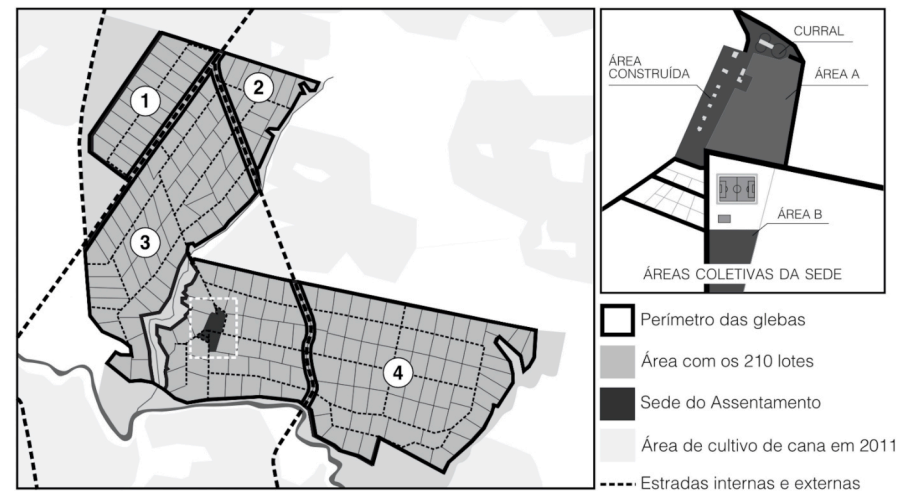 1
2
3
4
CURRAL
ÁREA
CONSTRUÍDA
ÁREA A
ÁREA B
ÁREAS COLETIVAS DA SEDE
Perímetro das glebas
Área com os 210 lotes
Sede do Assentamento
Área de cultivo de cana em 2011
Estradas internas e externas